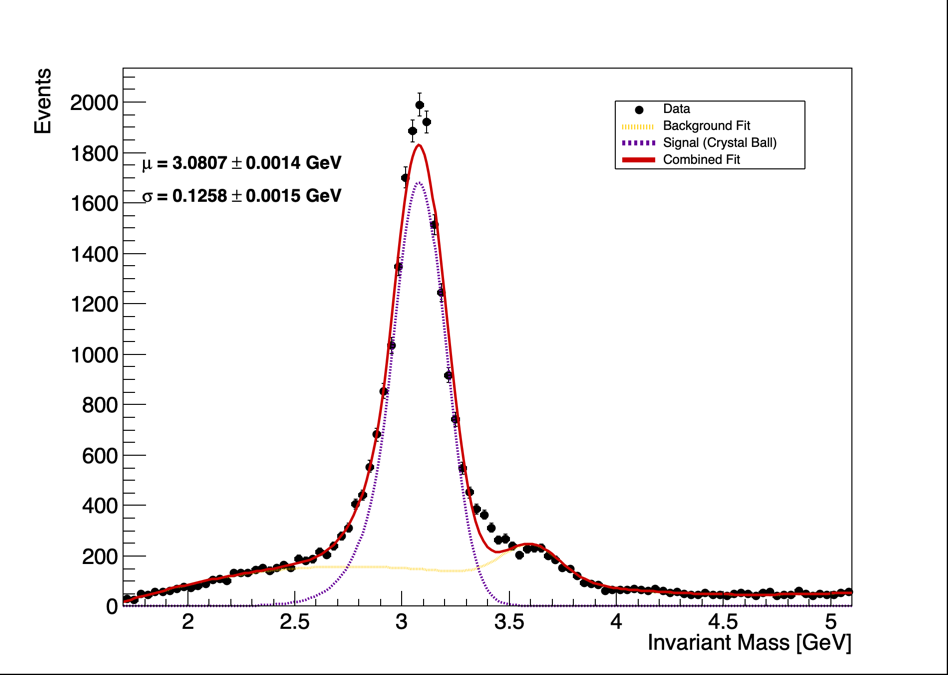 Events
2000
1800
1600
1400
1200
1000
800
600
400
200
0
μ = 3.0807 ± 0.0014 GeV
σ = 0.1258 ± 0.0015 GeV
Data
Background Fit
Signal (Crystal Ball)
Combined Fit
2 2.5 3 3.5 4 4.5 5
Invariant Mass [GeV]